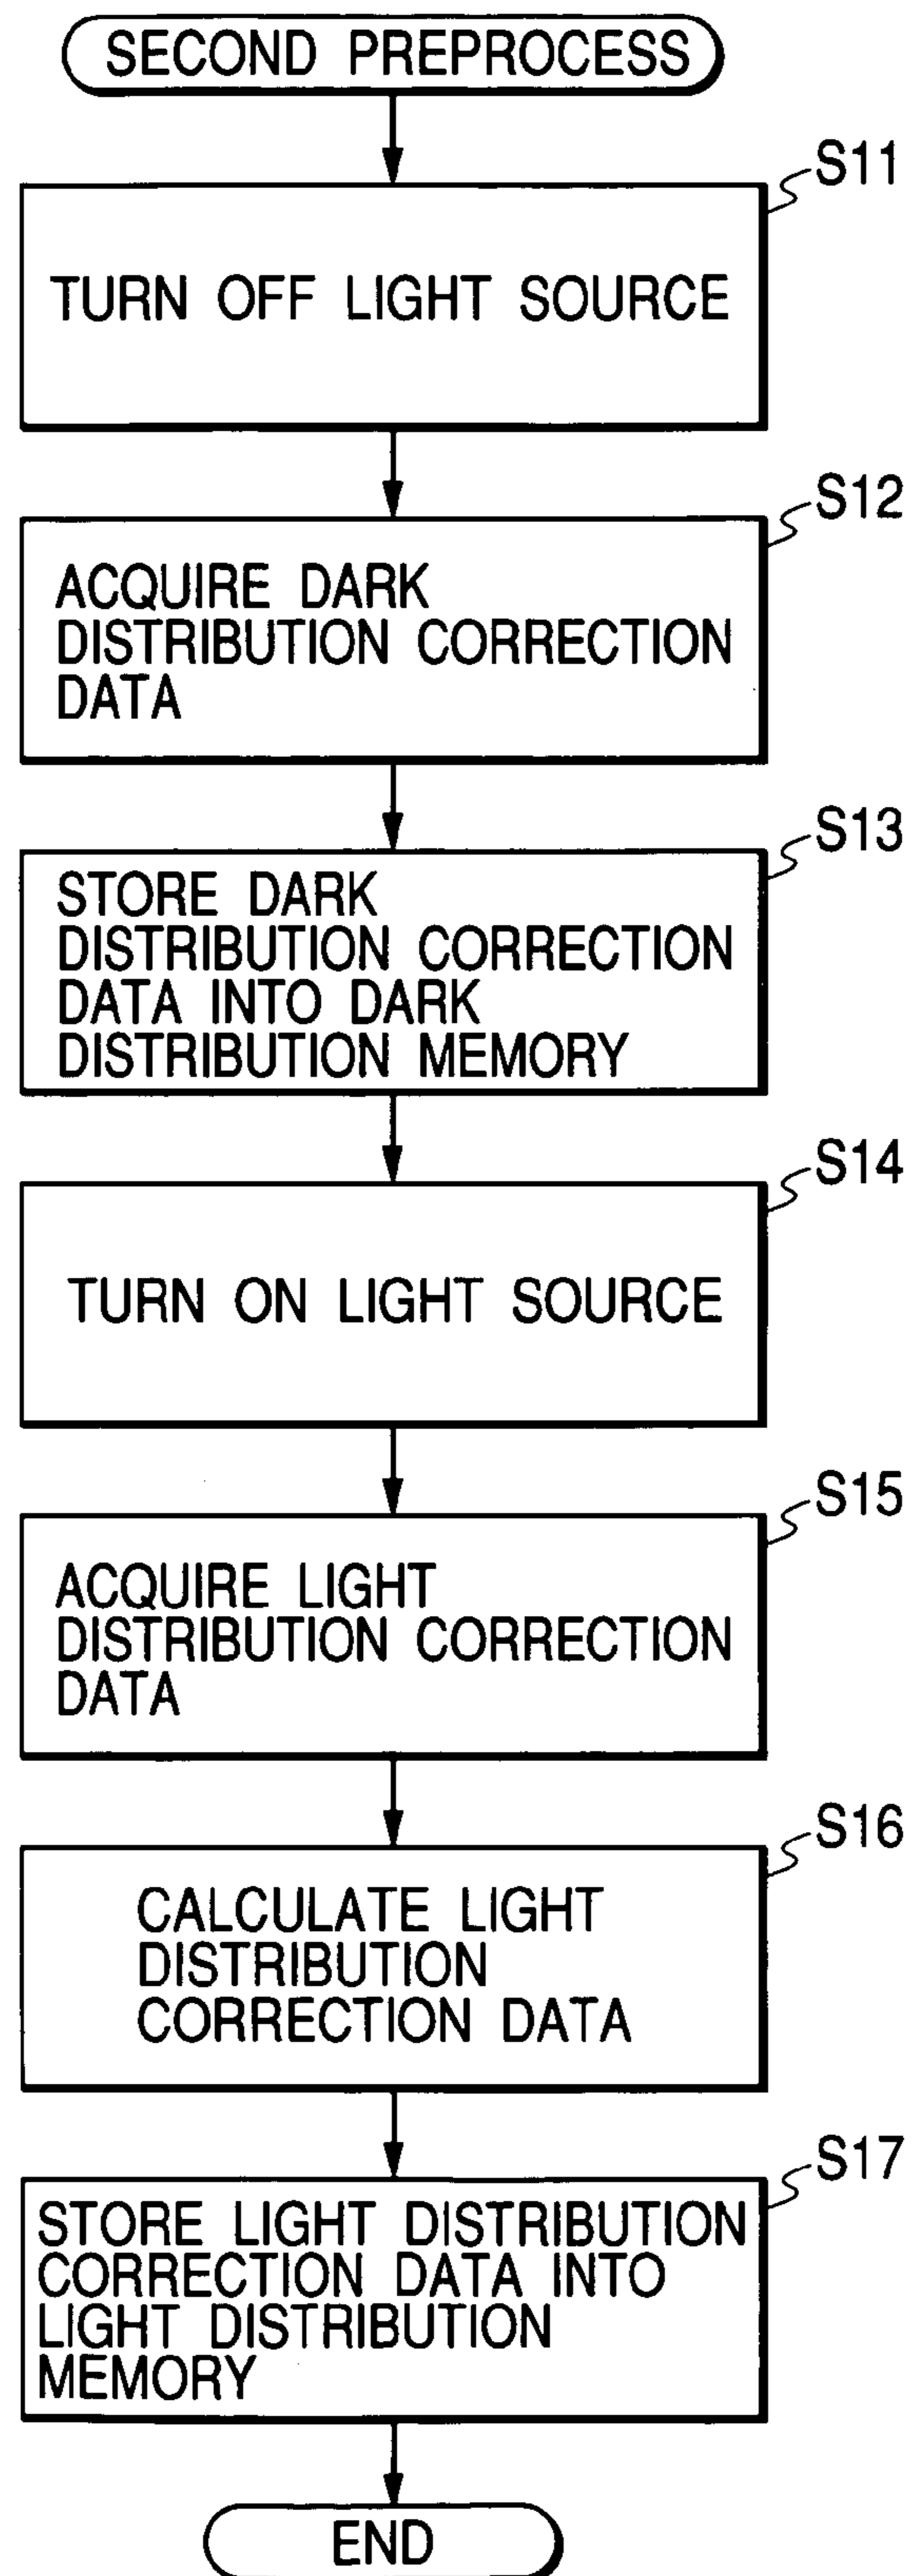 SECOND PREPROCESS
S11
TURN OFF LIGHT SOURCE
S12
ACQUIRE DARK
DISTRIBUTION CORRECTION
DATA
S13
STORE DARK
DISTRIBUTION CORRECTION
DATA INTO DARK
DISTRIBUTION MEMORY
S14
TURN ON LIGHT SOURCE
S15
ACQUIRE LIGHT
DISTRIBUTION CORRECTION
DATA
S16
CALCULATE LIGHT
DISTRIBUTION
CORRECTION DATA
S17
STORE LIGHT DISTRIBUTION
CORRECTION DATA INTO
LIGHT DISTRIBUTION
MEMORY
END